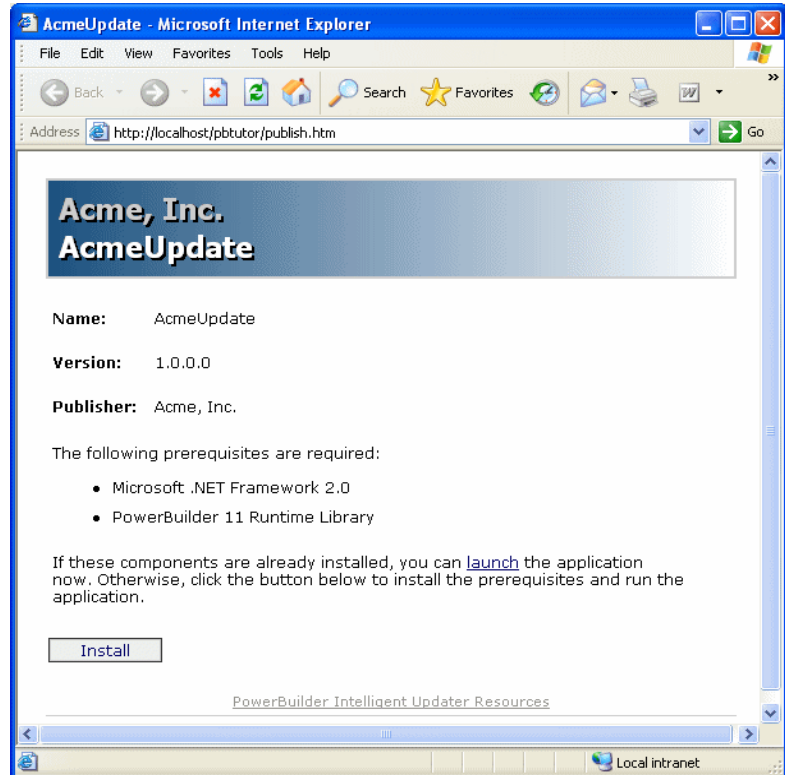 AcmeUpdate - Microsoft Internet Explorer
File Edit View Favorites Tools Help
Back Search Favorites W »
Address http://localhost/pbtutor/publish.htm Go
Acme, Inc.
AcmeUpdate
Name: AcmeUpdate
Version: 1.0.0.0
Publisher: Acme, Inc.
The following prerequisites are required:
• Microsoft .NET Framework 2.0
• PowerBuilder 11 Runtime Library
If these components are already installed, you can launch the application
now. Otherwise, click the button below to install the prerequisites and run the
application.
Install
PowerBuilder Intelligent Updater Resources
Local intranet